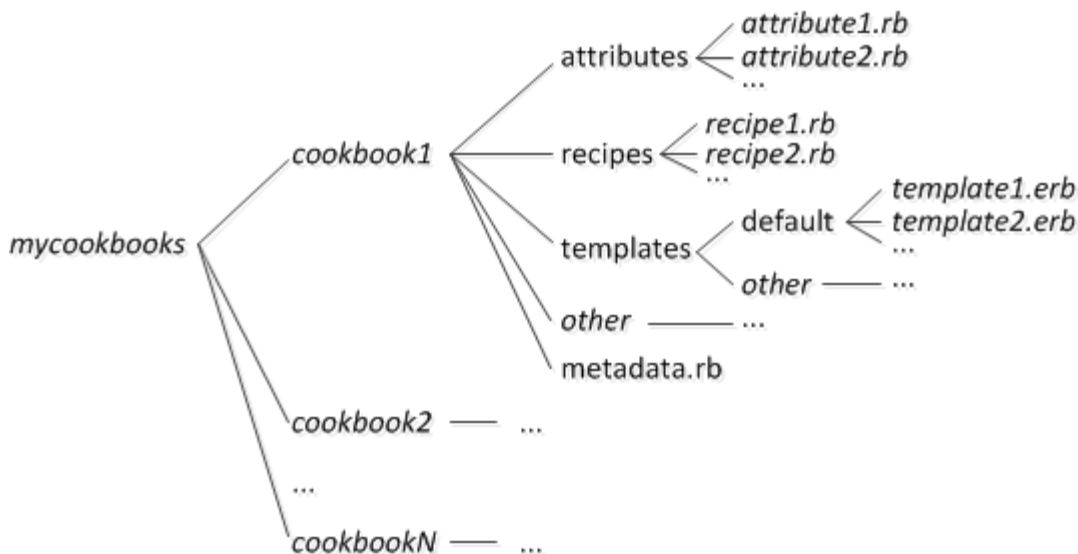 attribute1.rb
attributes
attribute2.rb
...
recipe1.rb
cookbook1
recipes
recipe2.rb
...
template1.erb
default
template2.erb
mycookbooks
templates
...
other
...
other
...
metadata.rb
cookbook2
...
...
cookbookN
...